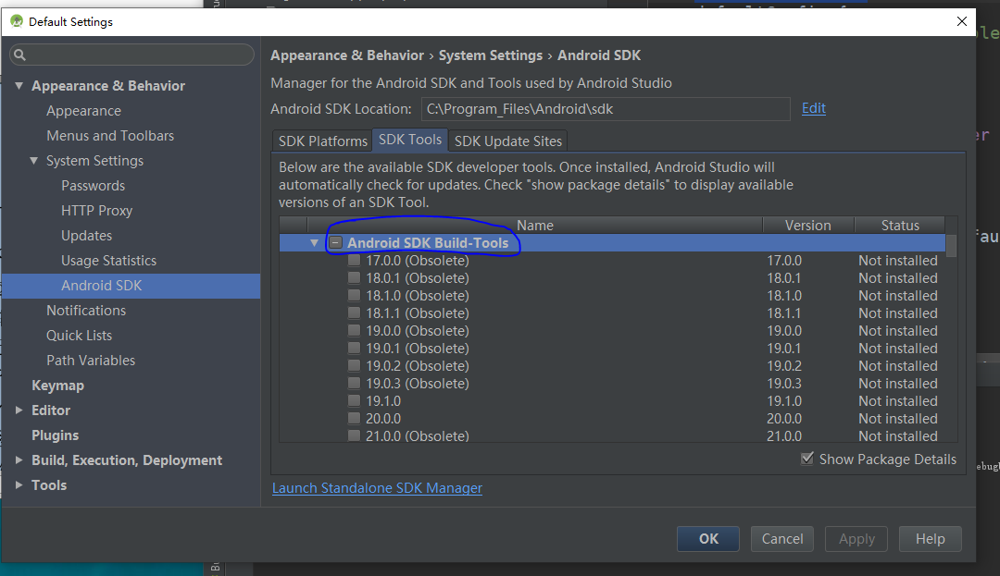 Default Settings
Appearance & Behavior
Appearance
Menus and Toolbars
System Settings
Passwords
HTTP Proxy
Updates
Usage Statistics
Android SDK
Notifications
Quick Lists
Path Variables
Keymap
Editor
Plugins
Build, Execution, Deployment
Tools
Appearance & Behavior › System Settings › Android SDK
Manager for the Android SDK and Tools used by Android Studio
Android SDK Location: C:\Program_Files\Android\sdk Edit
SDK Platforms SDK Tools SDK Update Sites
Below are the available SDK developer tools. Once installed, Android Studio will
automatically check for updates. Check "show package details" to display available
versions of an SDK Tool.
Name Version Status
Android SDK Build-Tools
17.0.0 (Obsolete) 17.0.0 Not installed
18.0.1 (Obsolete) 18.0.1 Not installed
18.1.0 (Obsolete) 18.1.0 Not installed
18.1.1 (Obsolete) 18.1.1 Not installed
19.0.0 (Obsolete) 19.0.0 Not installed
19.0.1 (Obsolete) 19.0.1 Not installed
19.0.2 (Obsolete) 19.0.2 Not installed
19.0.3 (Obsolete) 19.0.3 Not installed
19.1.0 19.1.0 Not installed
20.0.0 20.0.0 Not installed
21.0.0 (Obsolete) 21.0.0 Not installed
Show Package Details
Launch Standalone SDK Manager
OK Cancel Apply Help